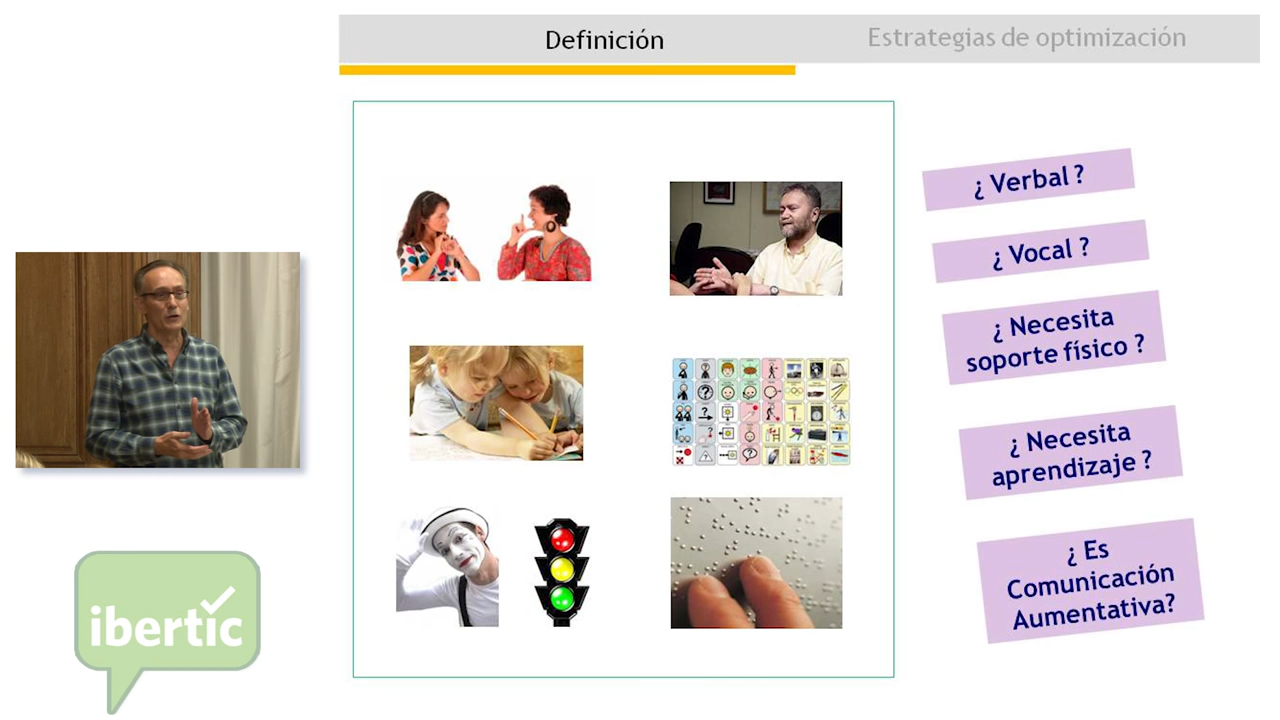 Definición
Estrategias de optimización
¿ Verbal ?
¿ Vocal ?
¿ Necesita
soporte físico ?
¿ Necesita
aprendizaje ?
¿ Es
Comunicación
Aumentativa?
ibertic